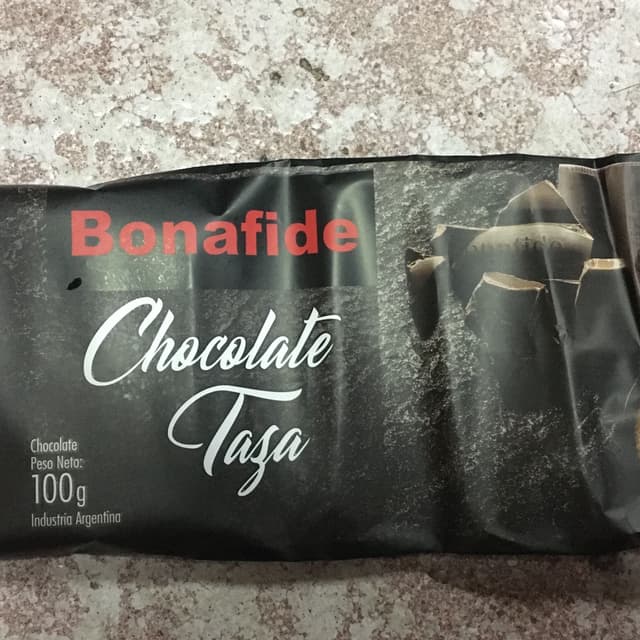 Bonafide
Chocolate
Taza
Chocolate
Peso Neto:
100g
Industria Argentina